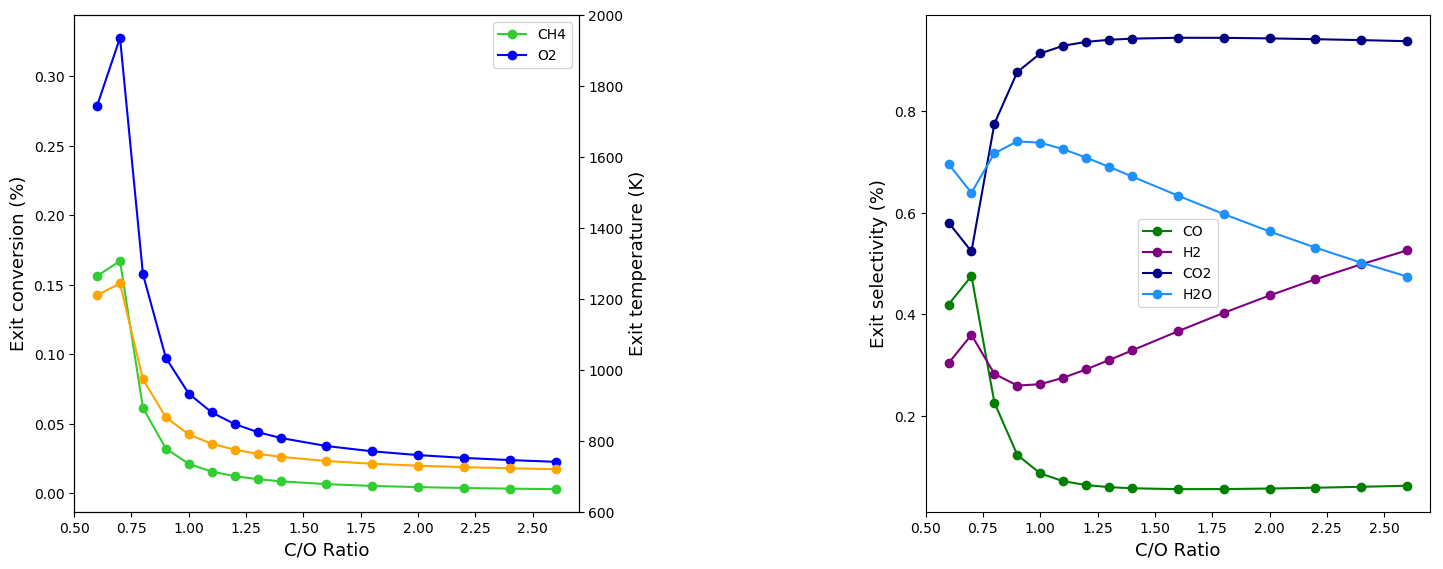 Exit conversion (%)
0.30
0.25
0.20
0.15
0.10
0.05
0.00
CH4
O2
2000
1800
1600
1400
1200
1000
800
600
Exit temperature (K)
0.50 0.75 1.00 1.25 1.50 1.75 2.00 2.25 2.50
C/O Ratio
Exit selectivity (%)
0.8
0.6
0.4
0.2
CO
H2
CO2
H2O
0.50 0.75 1.00 1.25 1.50 1.75 2.00 2.25 2.50
C/O Ratio